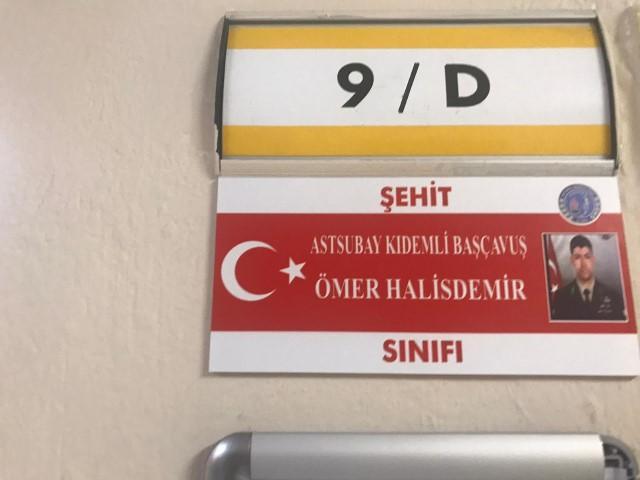 9 / D
ŞEHİT
ASTSUBAY KIDEMLİ BAŞÇAVUŞ
ÖMER HALİSDEMİR
SINIFI